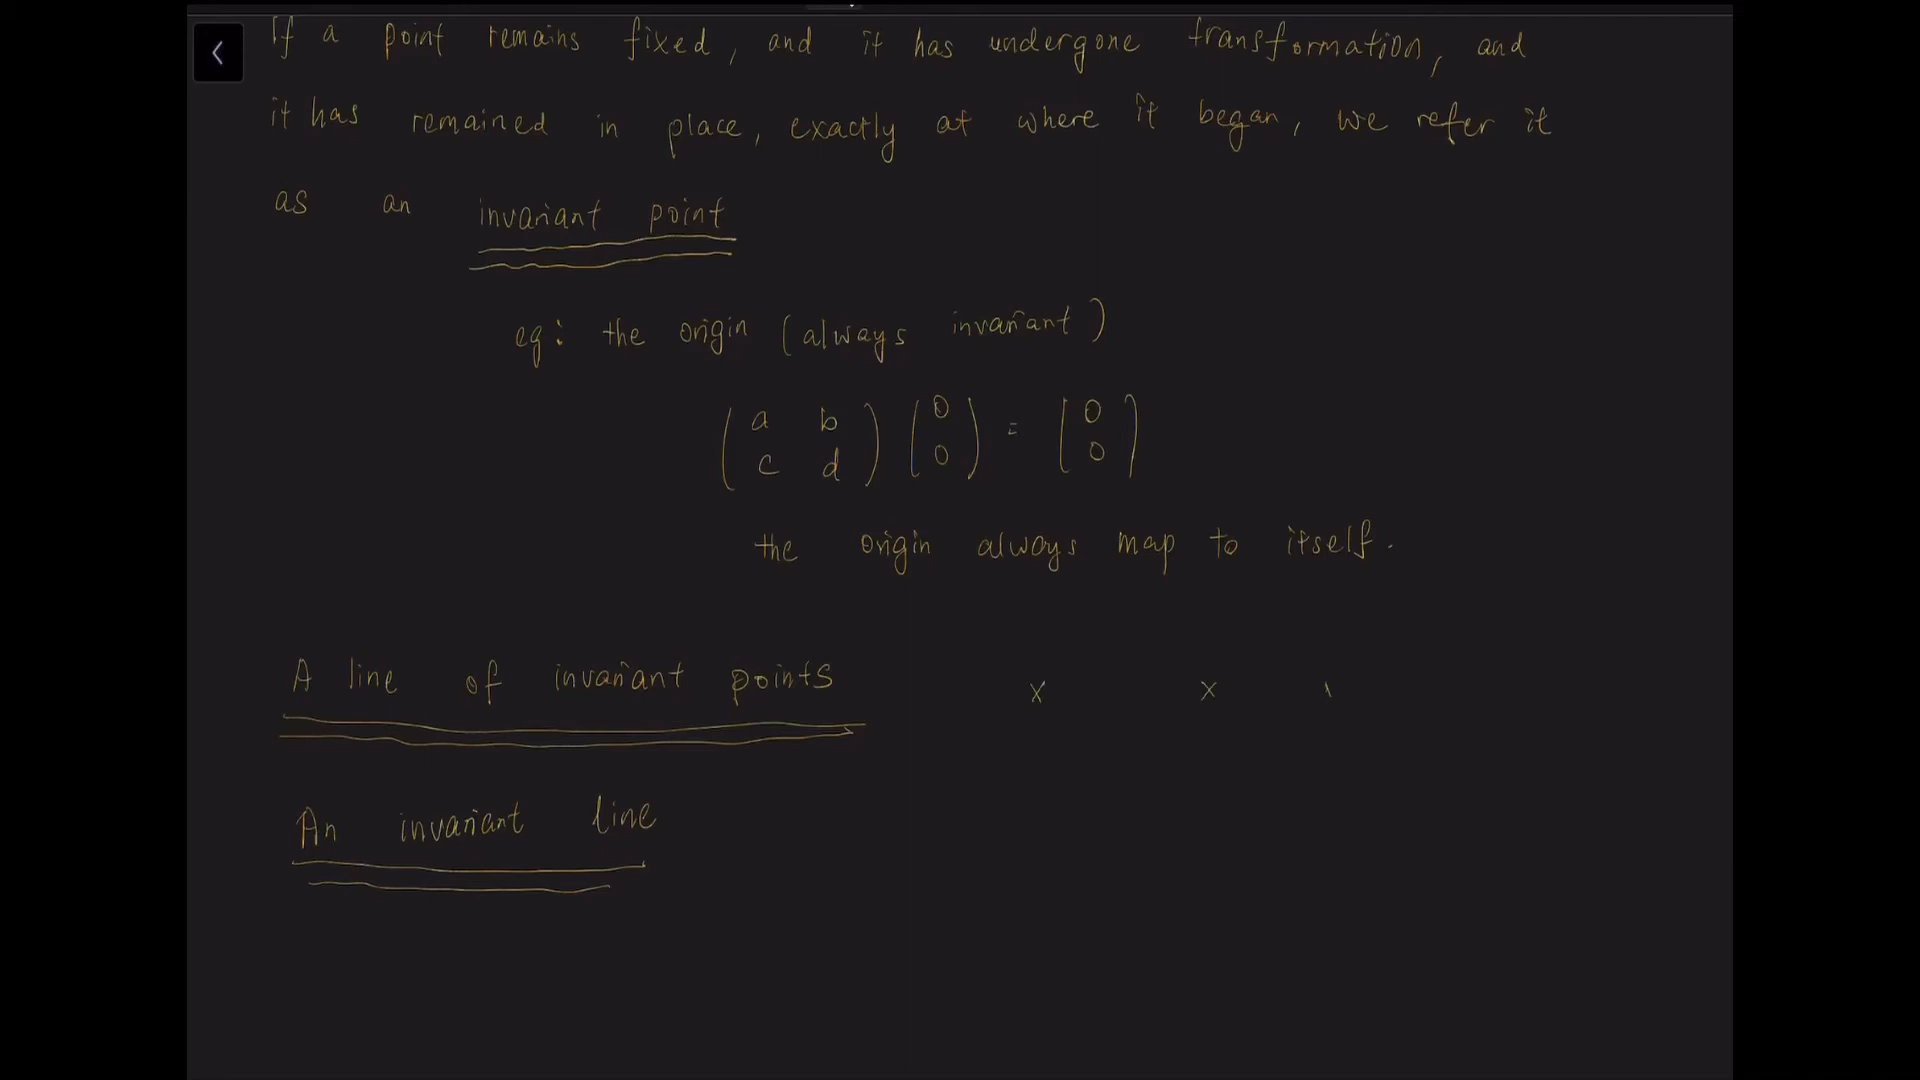 If a point remains fixed, and it has undergone transformation, and
it has remained in place, exactly at where it began, we refer it
as an invariant point
eg: the origin (always invariant)
(a b
c d) (0
0) = (0
0)
the origin always map to itself.
A line of invariant points x x \
An invariant line